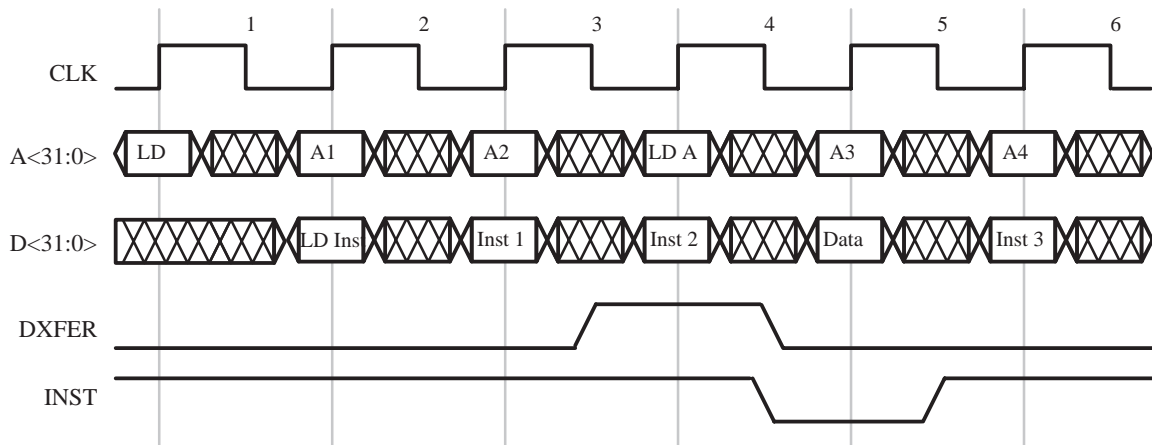 1 2 3 4 5 6
CLK
A<31:0> LD A1 A2 LD A A3 A4
D<31:0> LD Inst Inst 1 Inst 2 Data Inst 3
DXFER
INST